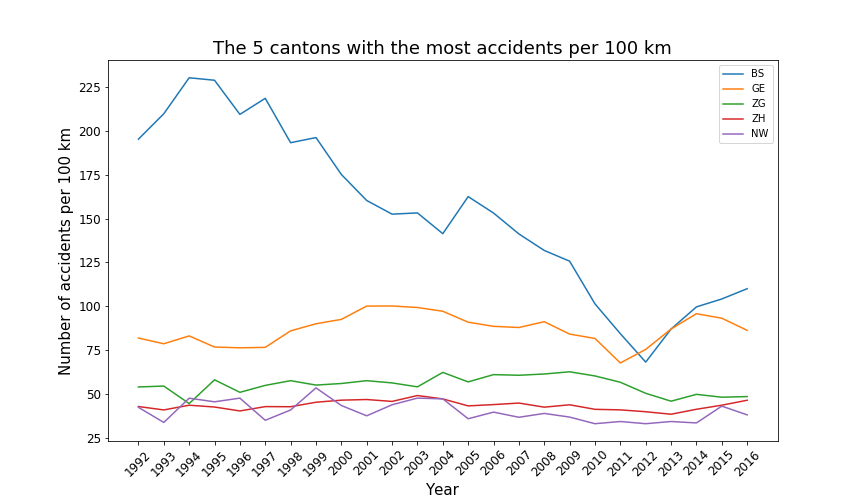 The 5 cantons with the most accidents per 100 km
Number of accidents per 100 km
225
200
175
150
125
100
75
50
25
BS
GE
ZG
ZH
NW
1992 1993 1994 1995 1996 1997 1998 1999 2000 2001 2002 2003 2004 2005 2006 2007 2008 2009 2010 2011 2012 2013 2014 2015 2016
Year